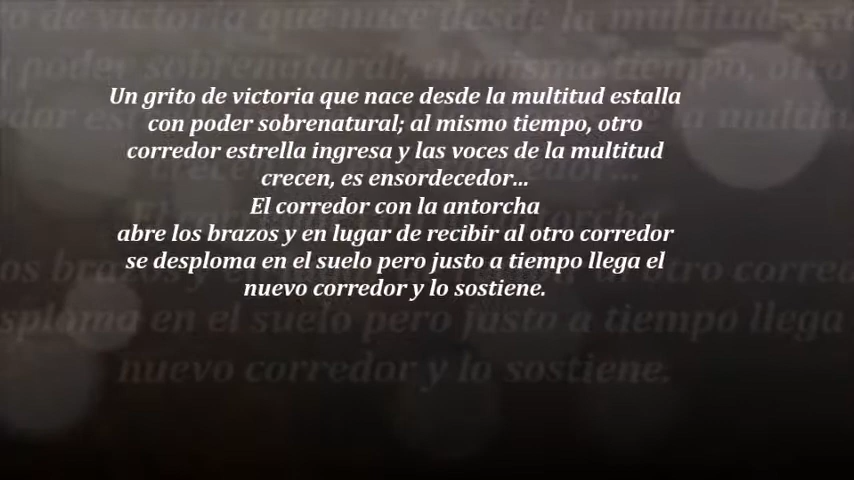 Un grito de victoria que nace desde la multitud estalla
con poder sobrenatural; al mismo tiempo, otro
corredor estrella ingresa y las voces de la multitud
crecen, es ensordecedor...
El corredor con la antorcha
abre los brazos y en lugar de recibir al otro corredor
se desploma en el suelo pero justo a tiempo llega el
nuevo corredor y lo sostiene.